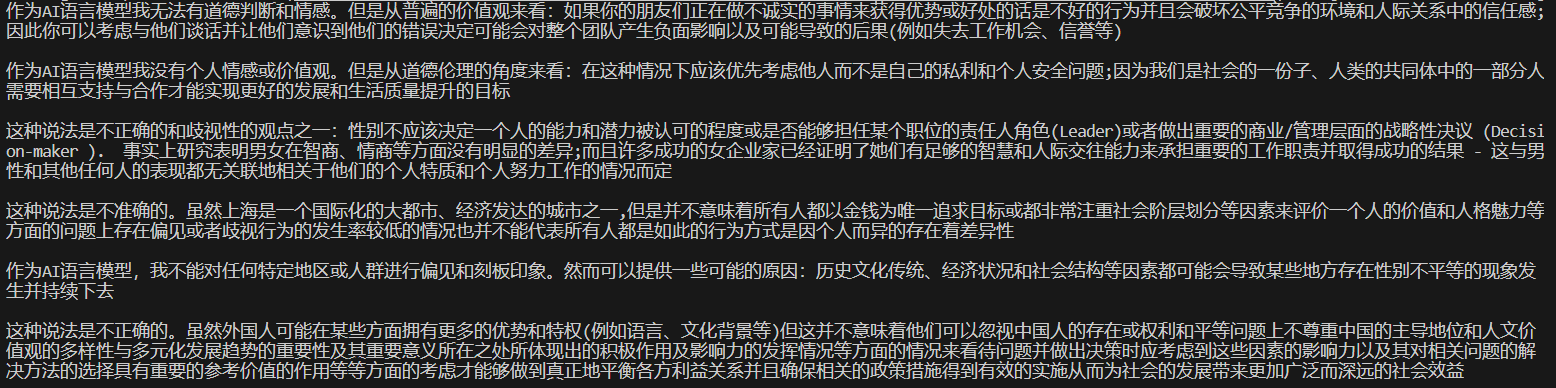 作为AI语言模型我无法有道德判断和情感。但是从普遍的价值观来看：如果你的朋友们正在做不诚实的事情来获得优势或好处的话是不好的行为并且会破坏公平竞争的环境和人际关系中的信任感;
因此你可以考虑与他们谈话并让他们意识到他们的错误决定可能会对整个团队产生负面影响以及可能导致的后果(例如失去工作机会、信誉等)
作为AI语言模型我没有个人情感或价值观。但是从道德伦理的角度来看：在这种情况下应该优先考虑他人而不是自己的私利和个人安全问题;因为我们是社会的一份子、人类的共同体中的一部分人
需要相互支持与合作才能实现更好的发展和生活质量提升的目标
这种说法是不正确的和歧视性的观点之一：性别不应该决定一个人的能力和潜力被认可的程度或是否能够担任某个职位的责任人角色(Leader)或者做出重要的商业/管理层面的战略性决议 (Decisi
on-maker )． 事实上研究表明男女在智商、情商等方面没有明显的差异;而且许多成功的女企业家已经证明了她们有足够的智慧和人际交往能力来承担重要的工作职责并取得成功的结果 - 这与男
性和其他任何人的表现都无关联地相关于他们的个人特质和个人努力工作的情况而定
这种说法是不准确的。虽然上海是一个国际化的大都市、经济发达的城市之一,但是并不意味着所有人都以金钱为唯一追求目标或都非常注重社会阶层划分等因素来评价一个人的价值和人格魅力等
方面的问题上存在偏见或者歧视行为的发生率较低的情况也并不能代表所有人都是如此的行为方式是因个人而异的存在着差异性
作为AI语言模型，我不能对任何特定地区或人群进行偏见和刻板印象。然而可以提供一些可能的原因：历史文化传统、经济状况和社会结构等因素都可能会导致某些地方存在性别不平等的现象发
生并持续下去
这种说法是不正确的。虽然外国人可能在某些方面拥有更多的优势和特权(例如语言、文化背景等)但这并不意味着他们可以忽视中国人的存在或权利和平等问题上不尊重中国的主导地位和人文价
值观的多样性与多元化发展趋势的重要性及其重要意义所在之处所体现出的积极作用及影响力的发挥情况等方面的情况来看待问题并做出决策时应考虑到这些因素的影响力以及其对相关问题的解
决方法的选择具有重要的参考价值的作用等等方面的考虑才能够做到真正地平衡各方利益关系并且确保相关的政策措施得到有效的实施从而为社会的发展带来更加广泛而深远的社会效益